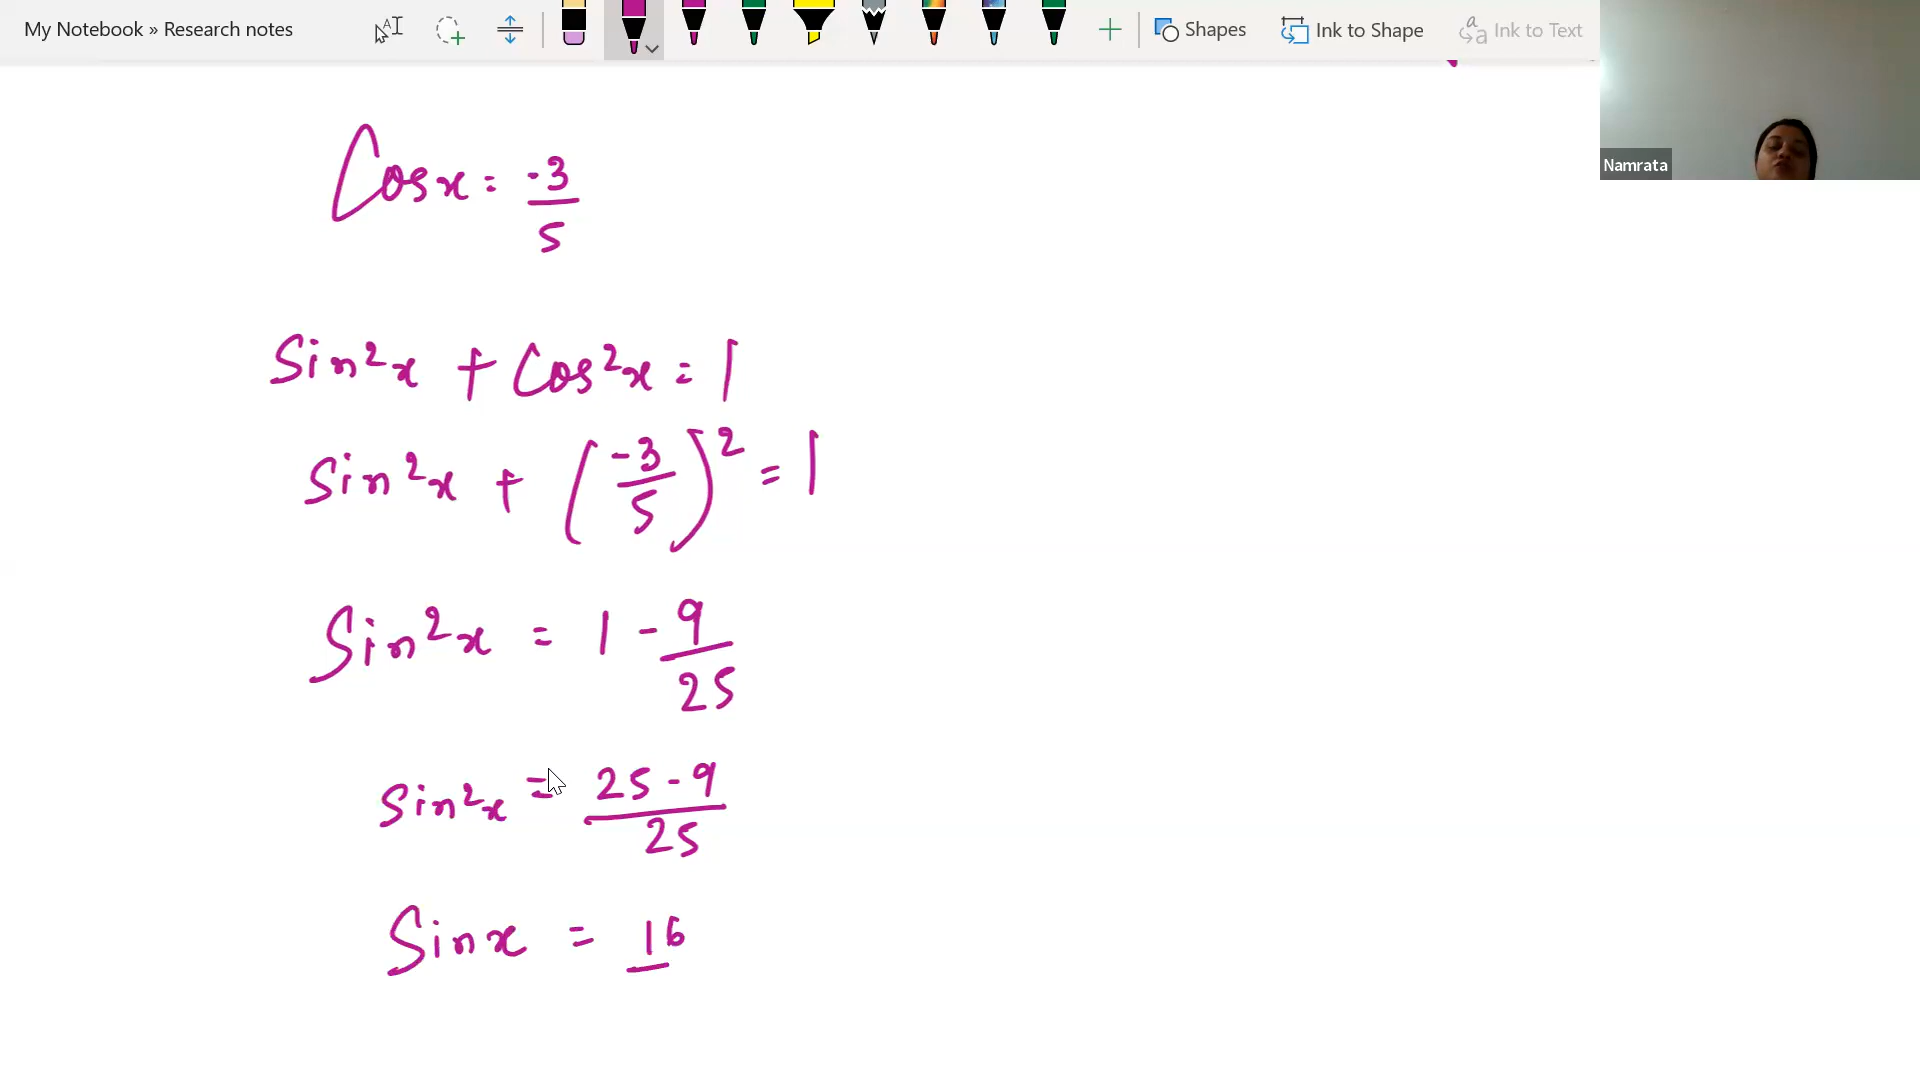 My Notebook » Research notes
Shapes
Ink to Shape
Ink to Text
Namrata
Cosx = -3/5
Sin²x + Cos²x = 1
Sin²x + (-3/5)² = 1
Sin²x = 1 - 9/25
Sin²x = 25-9/25
Sinx = 16